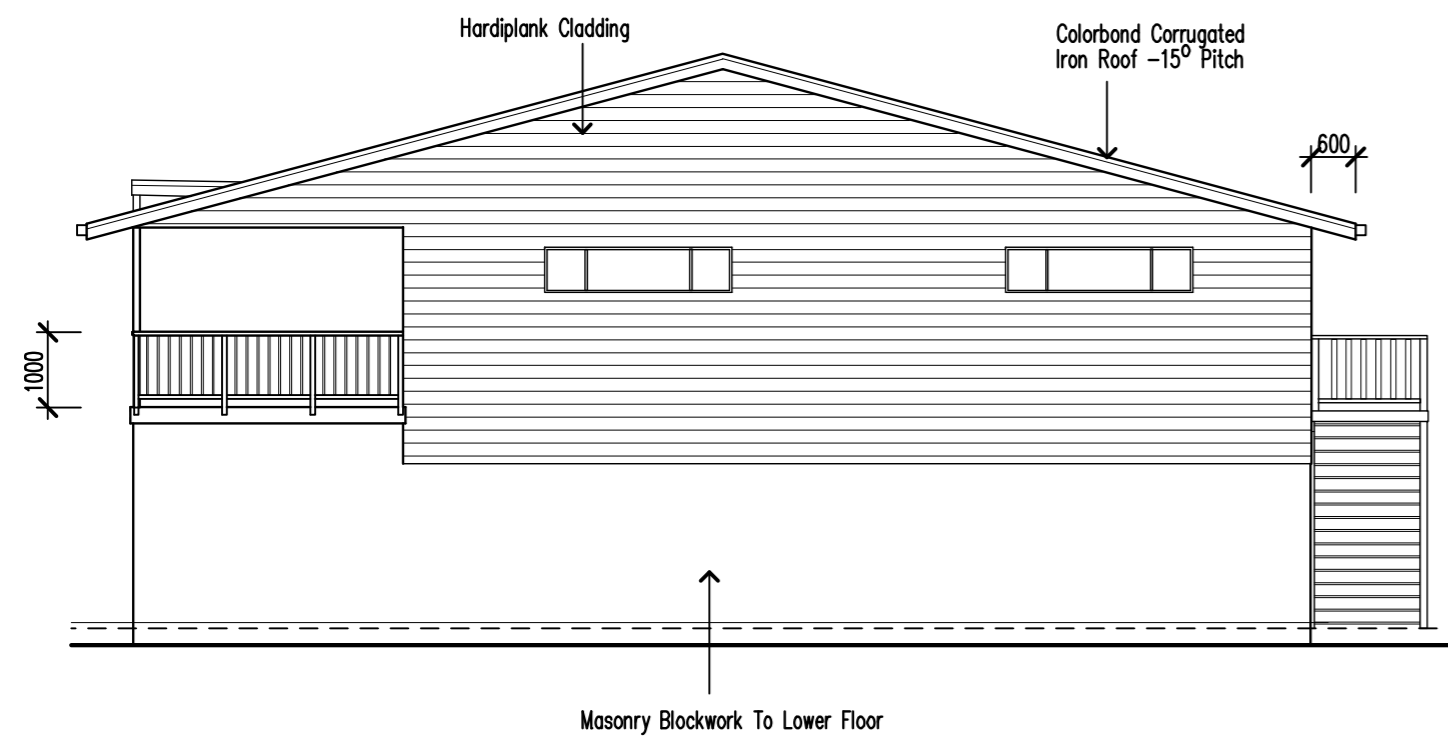 Hardiplank Cladding
Colorbond Corrugated
Iron Roof -15° Pitch
600
1000
Masonry Blockwork To Lower Floor